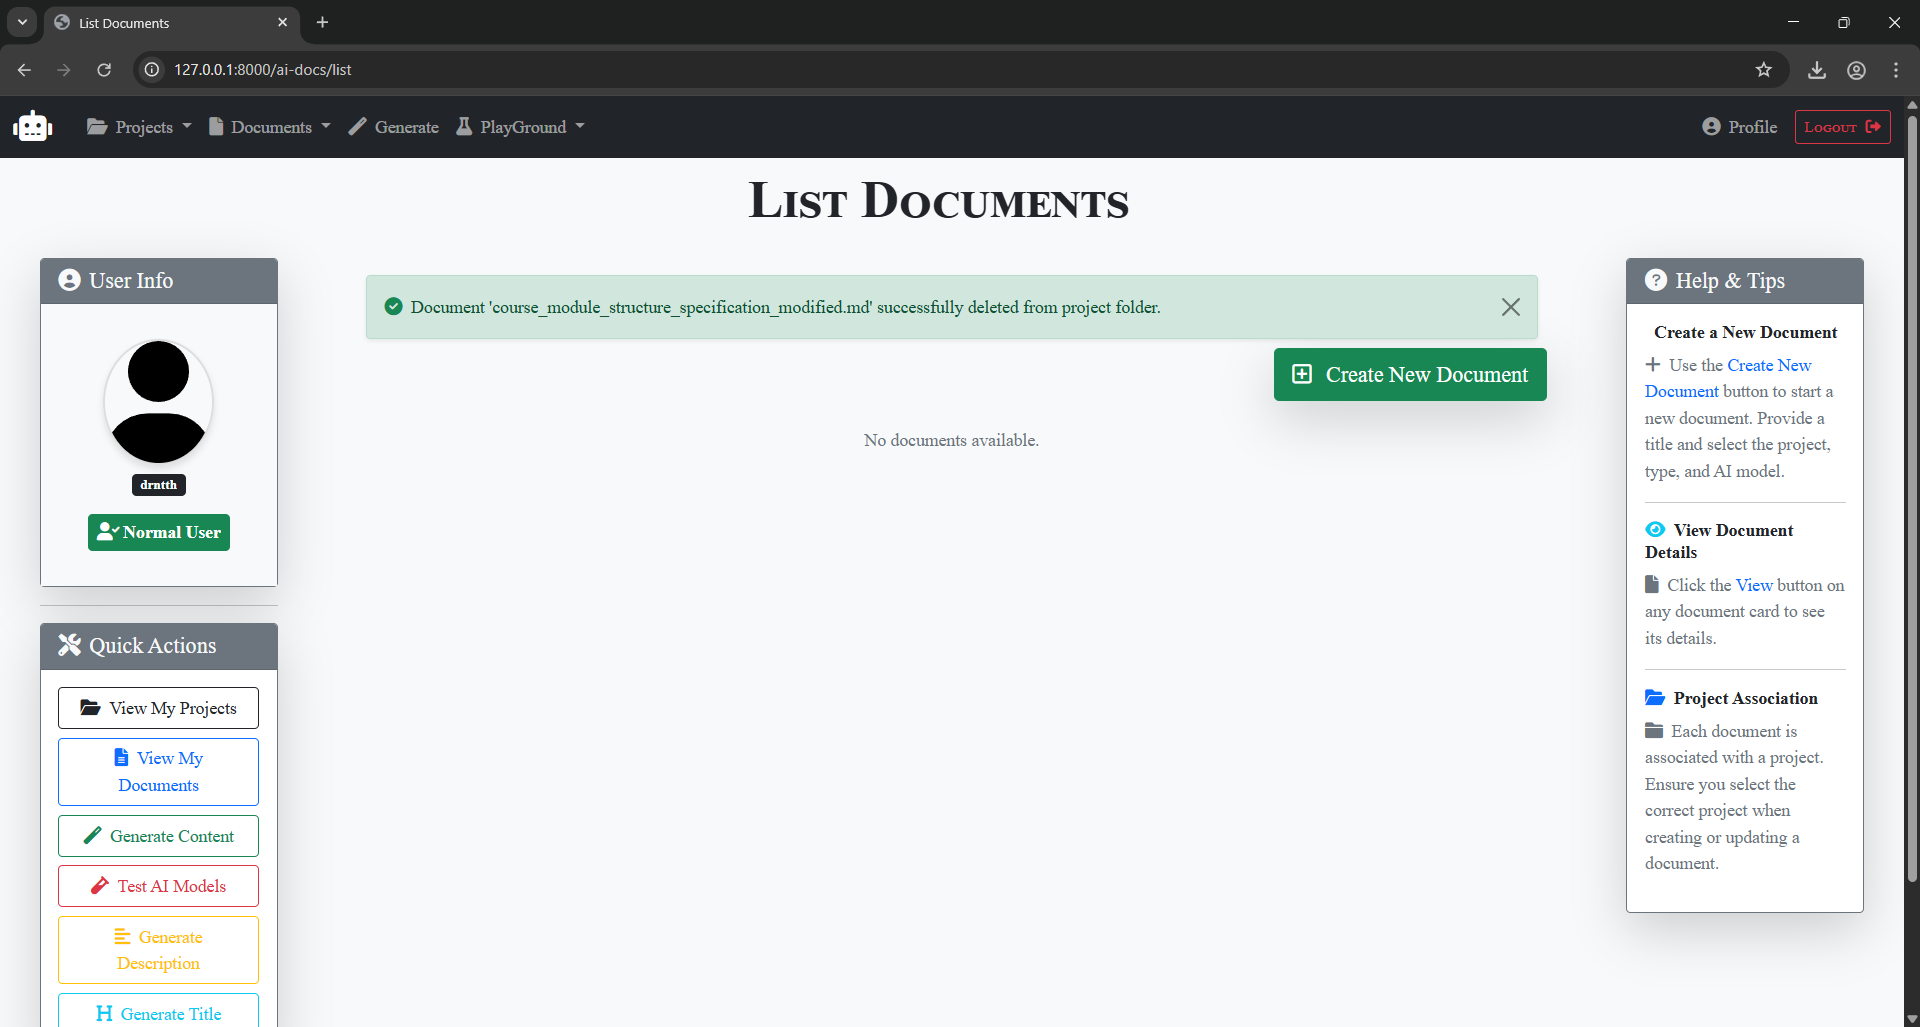 List Documents
127.0.0.1:8000/ai-docs/list
Projects
Documents
Generate
PlayGround
Profile
Logout
List Documents
User Info
drntth
Normal User
Quick Actions
View My Projects
View My
Documents
Generate Content
Test AI Models
Generate
Description
Generate Title
Document 'course_module_structure_specification_modified.md' successfully deleted from project folder.
Create New Document
No documents available.
Help & Tips
Create a New Document
Use the Create New
Document button to start a
new document. Provide a
title and select the project,
type, and AI model.
View Document
Details
Click the View button on
any document card to see
its details.
Project Association
Each document is
associated with a project.
Ensure you select the
correct project when
creating or updating a
document.